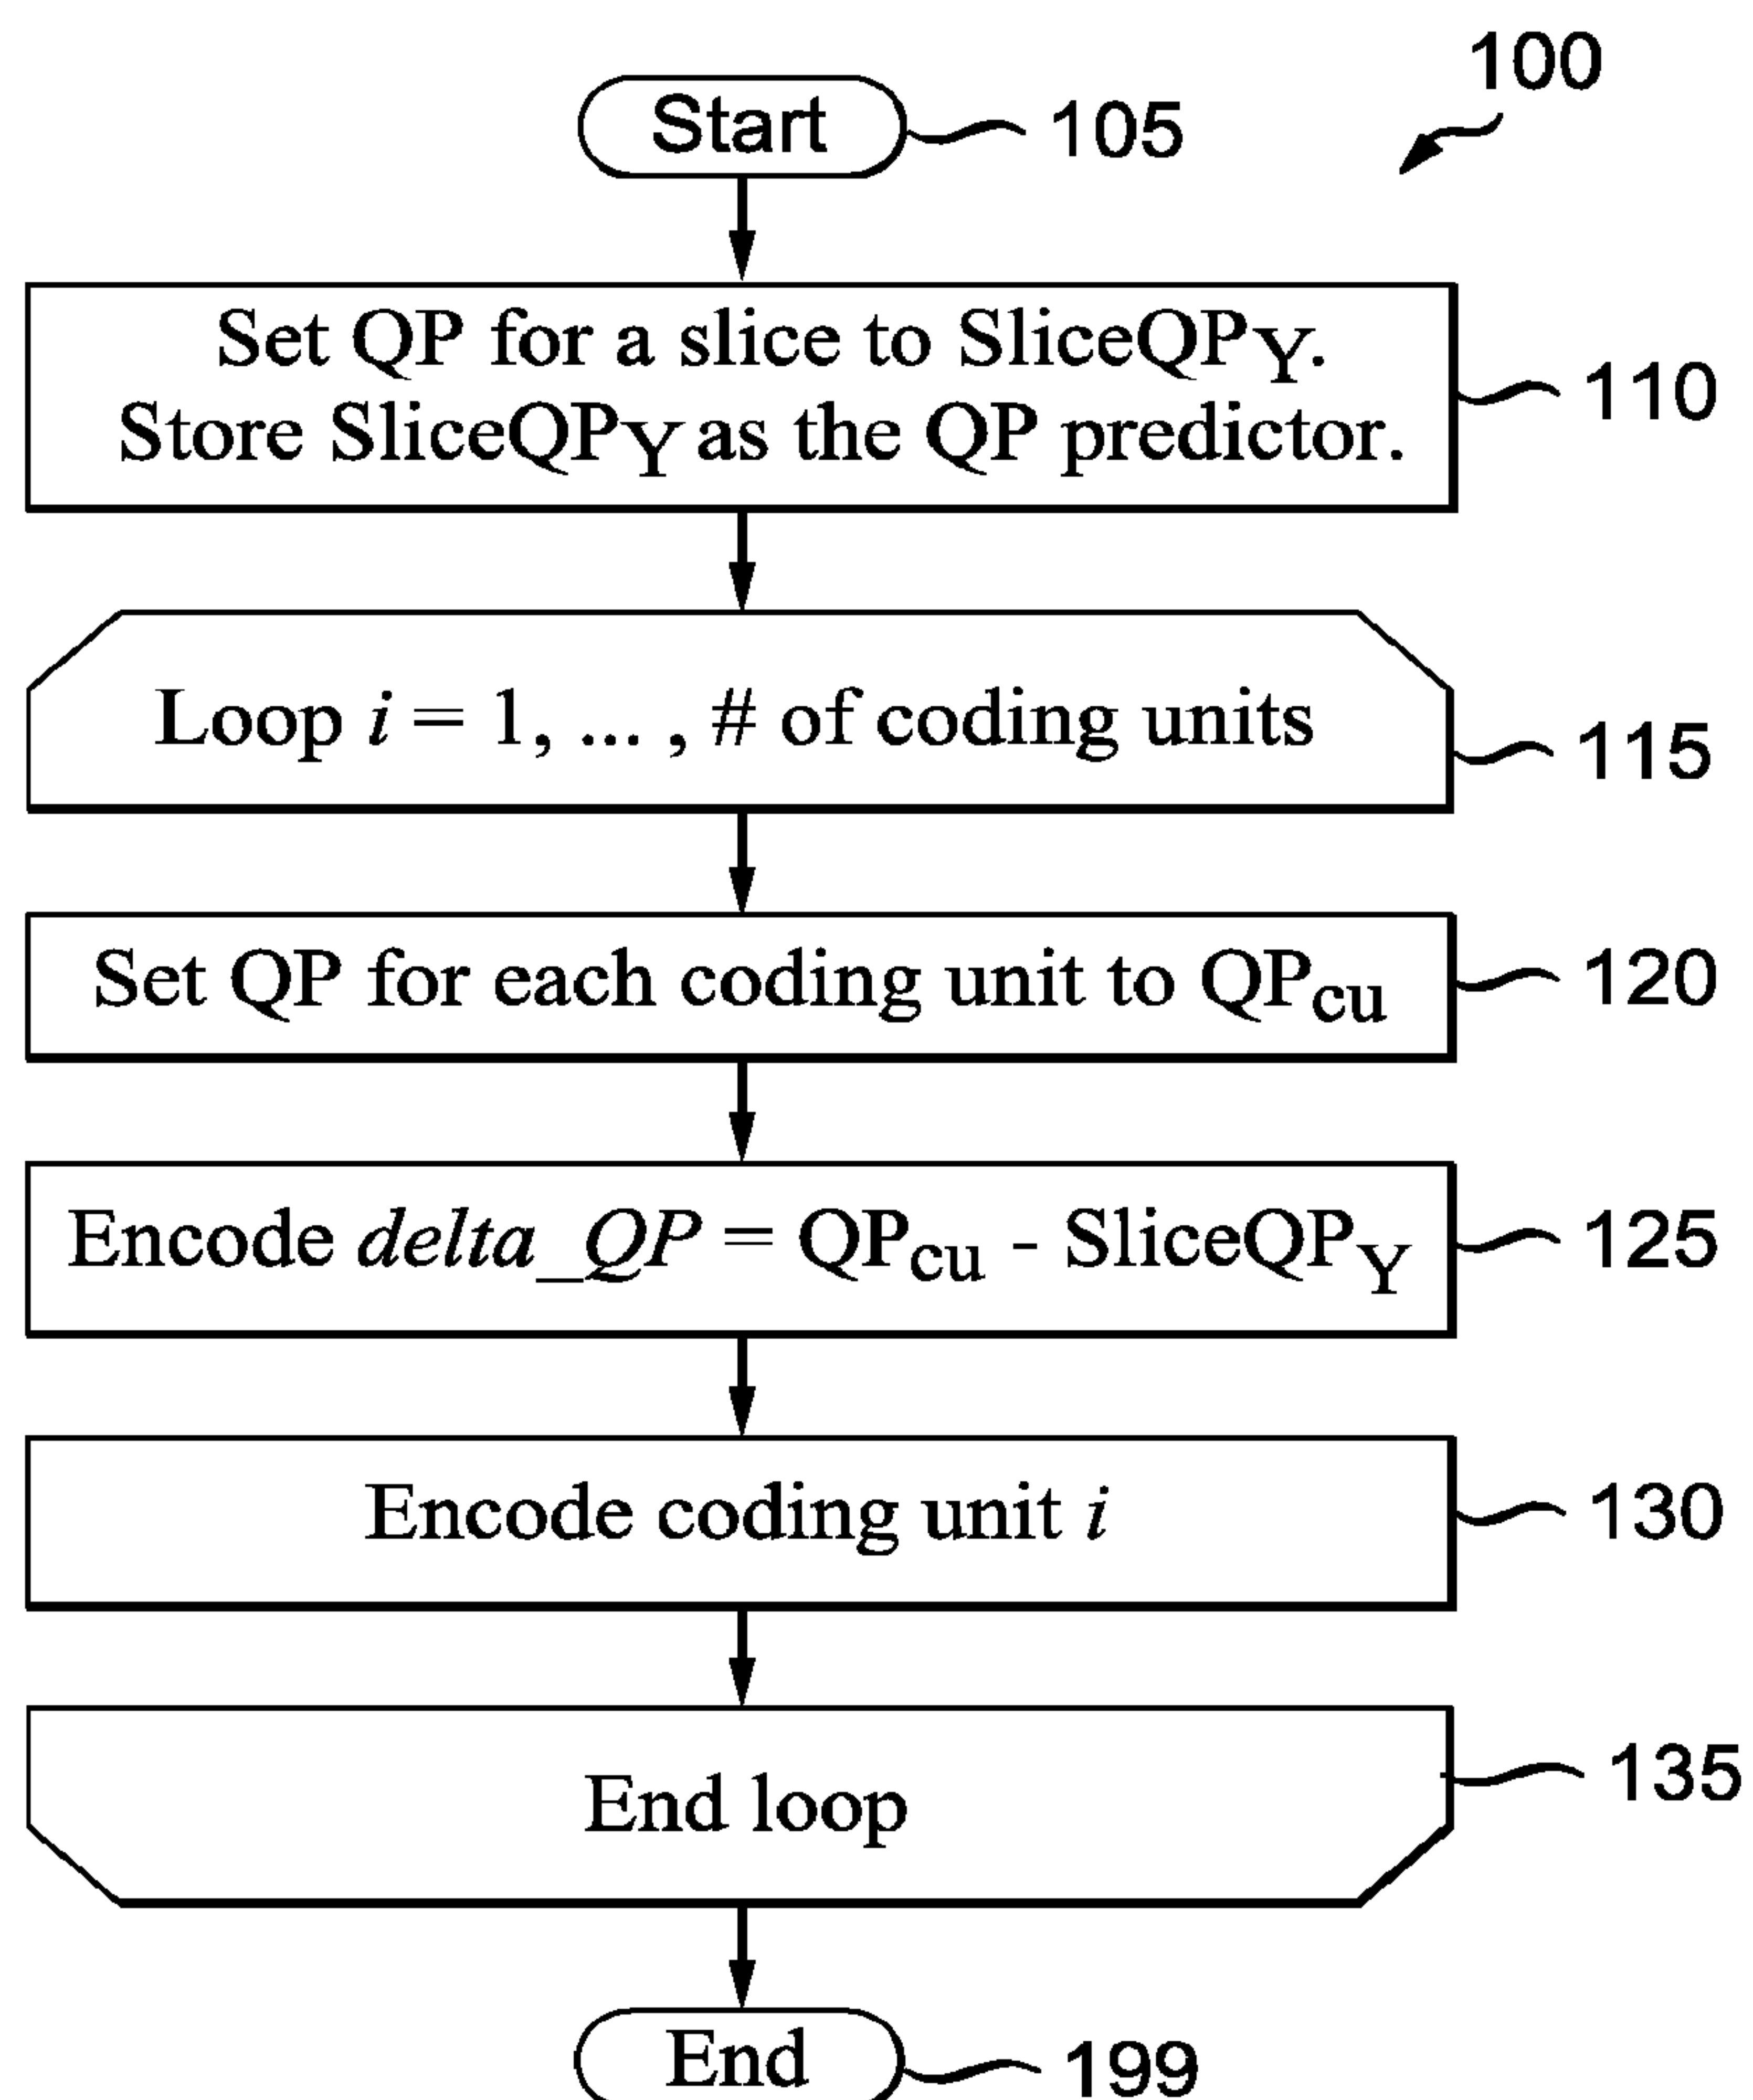 100
Start
105
Set QP for a slice to SliceQPY.
Store SliceQPY as the QP predictor.
110
Loop i = 1, ... , # of coding units
115
Set QP for each coding unit to QPcu
120
Encode delta_QP = QPcu - SliceQPY
125
Encode coding unit i
130
End loop
135
End
199